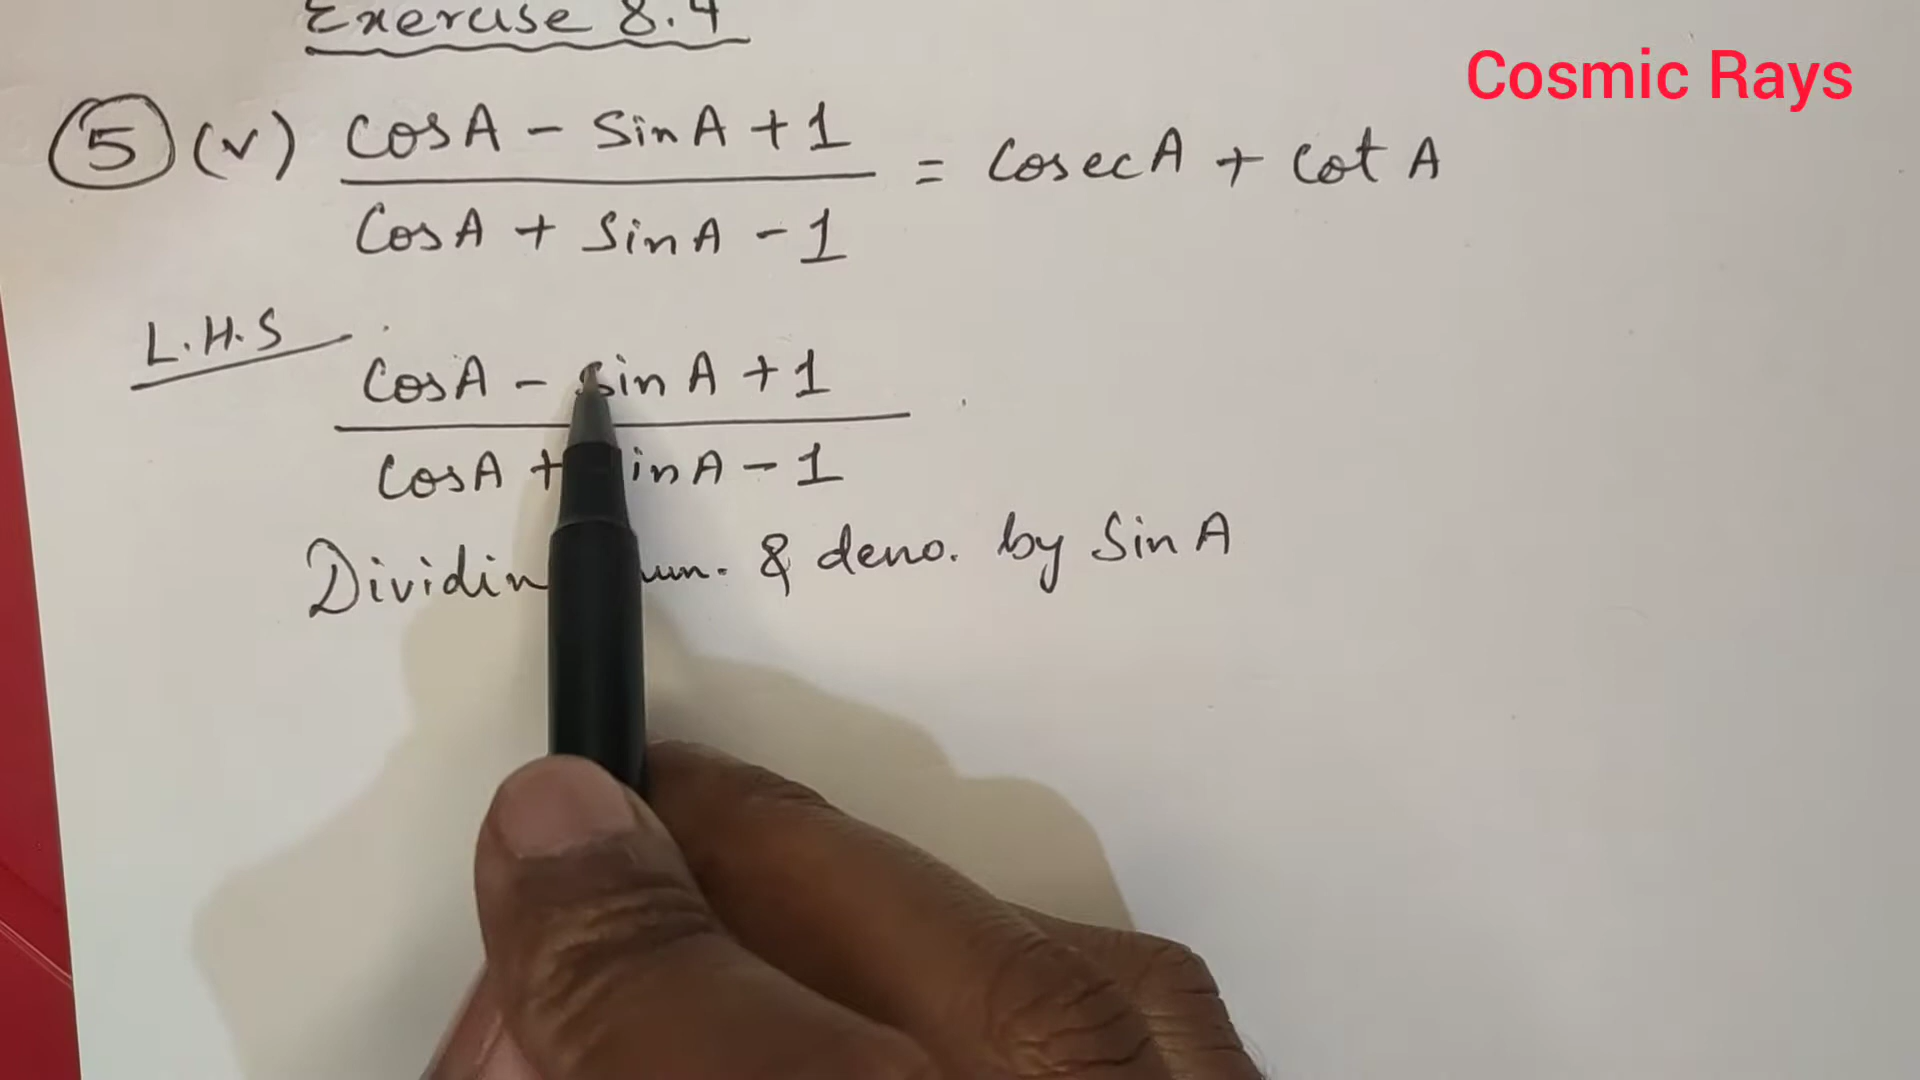 Exercise 8.4
Cosmic Rays
5 (v) CosA - SinA + 1 = CosecA + Cot A
CosA + SinA - 1
L.H.S
CosA - Sin A + 1
CosA + inA - 1
Dividin un. & deno. by Sin A